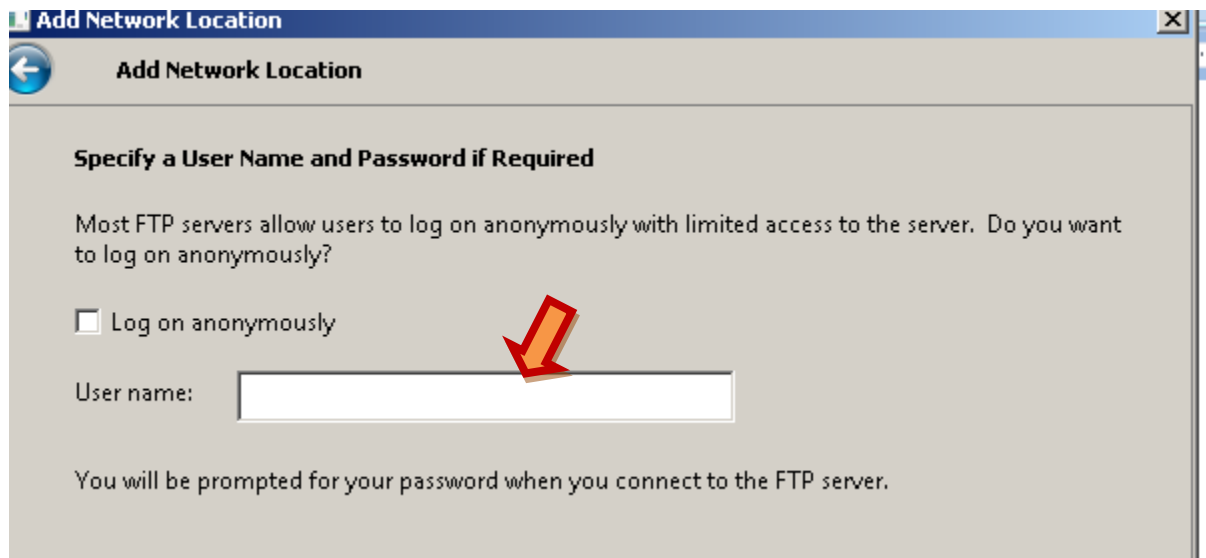 Add Network Location
Add Network Location
Specify a User Name and Password if Required
Most FTP servers allow users to log on anonymously with limited access to the server. Do you want
to log on anonymously?
Log on anonymously
User name:
You will be prompted for your password when you connect to the FTP server.